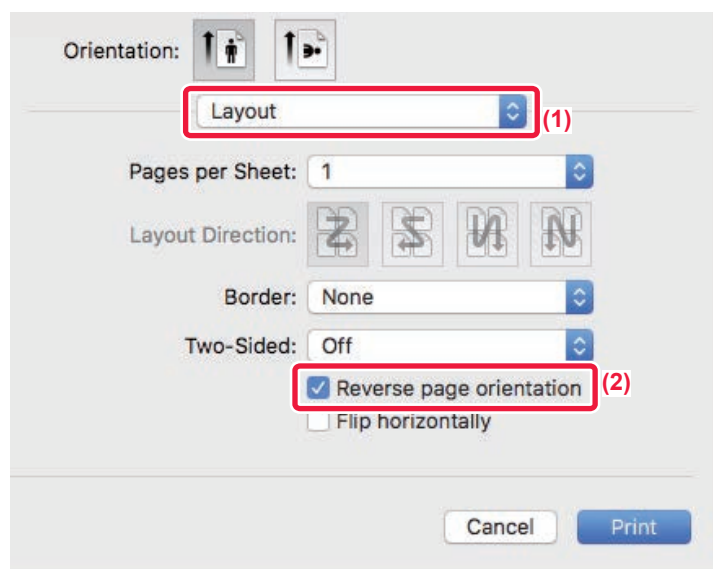 Orientation:
Layout
(1)
Pages per Sheet: 1
Layout Direction:
Border: None
Two-Sided: Off
Reverse page orientation
(2)
Flip horizontally
Cancel Print